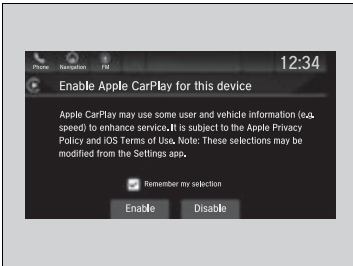 12:34
Phone Navigation FM
Enable Apple CarPlay for this device
Apple CarPlay may use some user and vehicle information (e.g.
speed) to enhance service. It is subject to the Apple Privacy
Policy and iOS Terms of Use. Note: These selections may be
modified from the Settings app.
Remember my selection
Enable Disable